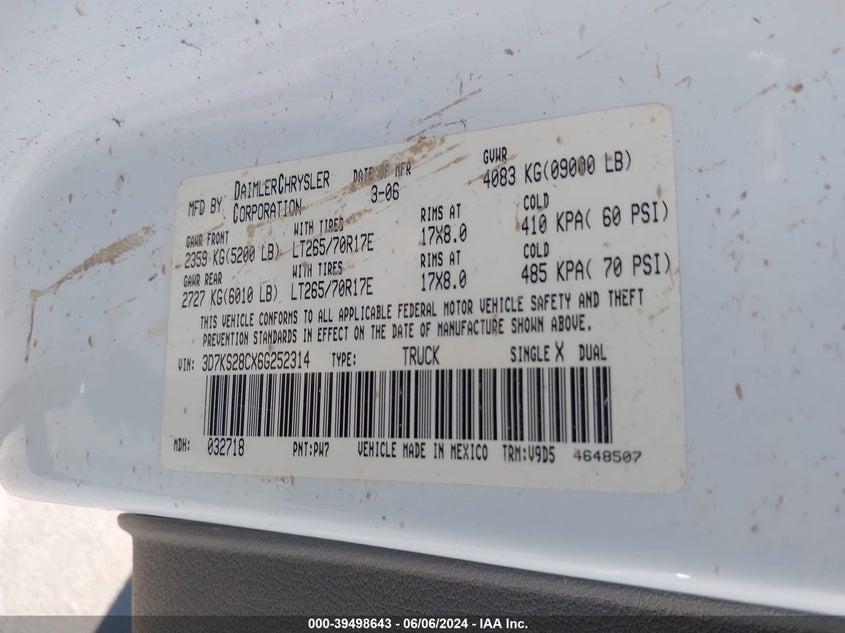 MFD BY DAIMLERCHRYSLER CORPORATION DATE OF MFR 3-06 GVWR 4083 KG(09000 LB)
GAWR FRONT WITH TIRES RIMS AT COLD
2359 KG(5200 LB) LT265/70R17E 17X8.0 410 KPA( 60 PSI)
GAWR REAR WITH TIRES RIMS AT COLD
2727 KG(6010 LB) LT265/70R17E 17X8.0 485 KPA( 70 PSI)
THIS VEHICLE CONFORMS TO ALL APPLICABLE FEDERAL MOTOR VEHICLE SAFETY AND THEFT
PREVENTION STANDARDS IN EFFECT ON THE DATE OF MANUFACTURE SHOWN ABOVE.
VIN: 3D7KS28CX6G252314 TYPE: TRUCK SINGLE X DUAL
MDH: 032718 PNT:PW7 VEHICLE MADE IN MEXICO TRM:V9D5 4648507
000-39498643 - 06/06/2024 - IAA Inc.